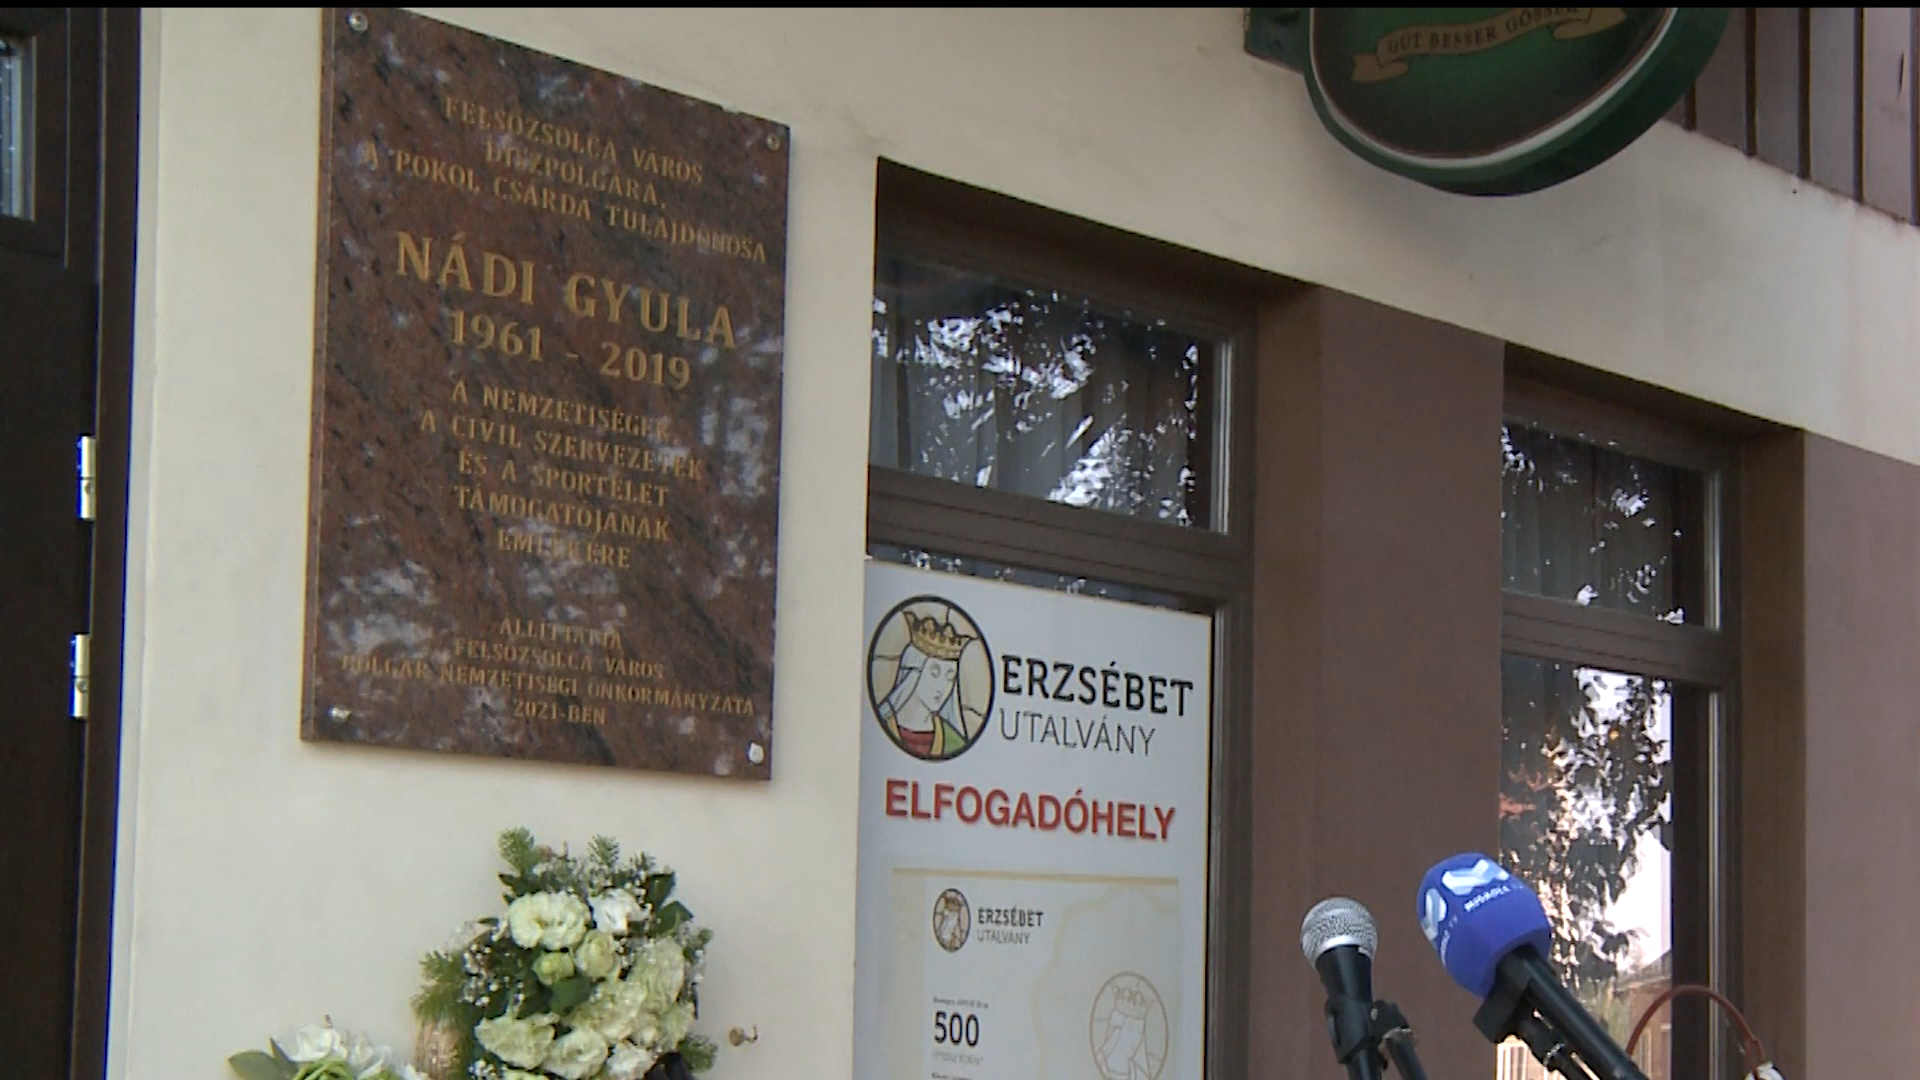 FELSŐZSOLCA VÁROS
DÍSZPOLGÁRA,
A POKOL CSÁRDA TULAJDONOSA
NÁDI GYULA
1961 - 2019
A NEMZETISÉGEK,
A CIVIL SZERVEZETEK
ÉS A SPORTÉLET
TÁMOGATÓJÁNAK
EMLÉKÉRE
ÁLLÍTTATTA
FELSŐZSOLCA VÁROS
BOLGÁR NEMZETISÉGI ÖNKORMÁNYZATA
2021-BEN
GUT BESSER GÖSSER
ERZSÉBET
UTALVÁNY
ELFOGADÓHELY
ERZSÉBET
UTALVÁNY
500